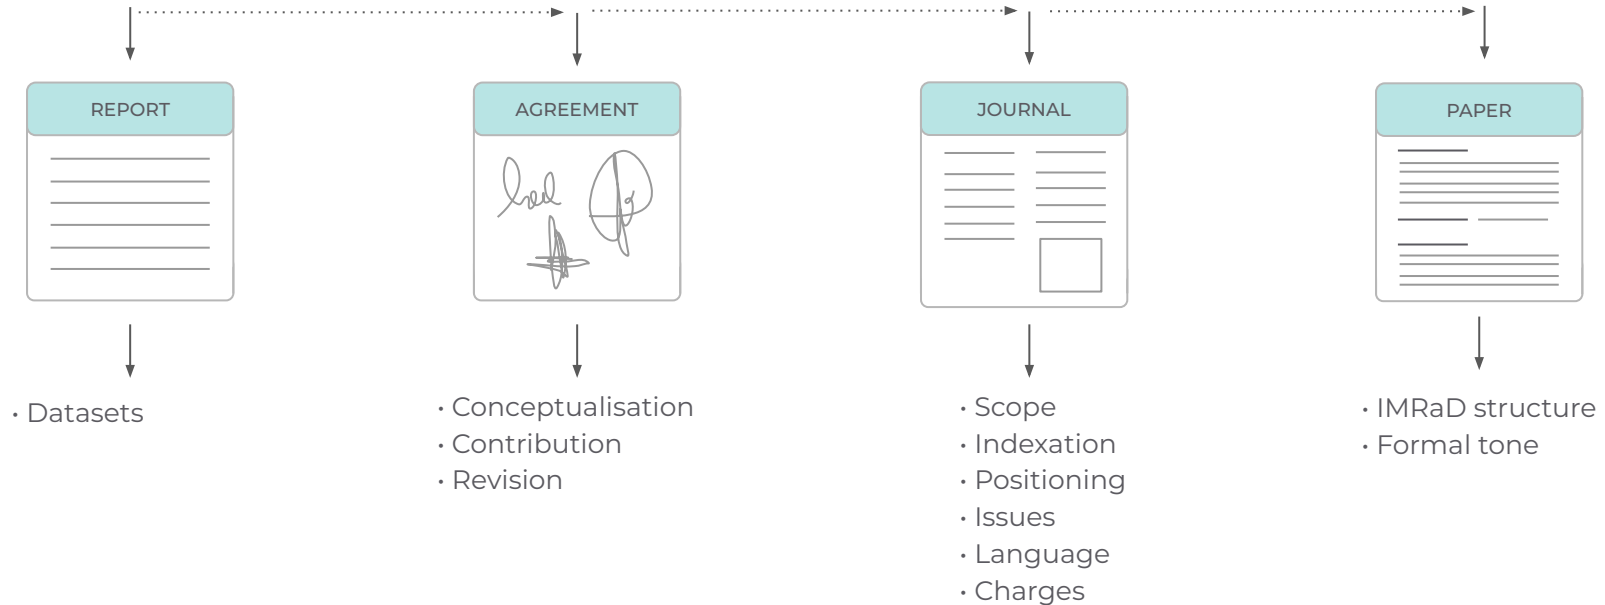 REPORT
AGREEMENT
JOURNAL
PAPER
· Datasets
· Conceptualisation
· Contribution
· Revision
· Scope
· Indexation
· Positioning
· Issues
· Language
· Charges
· IMRaD structure
· Formal tone